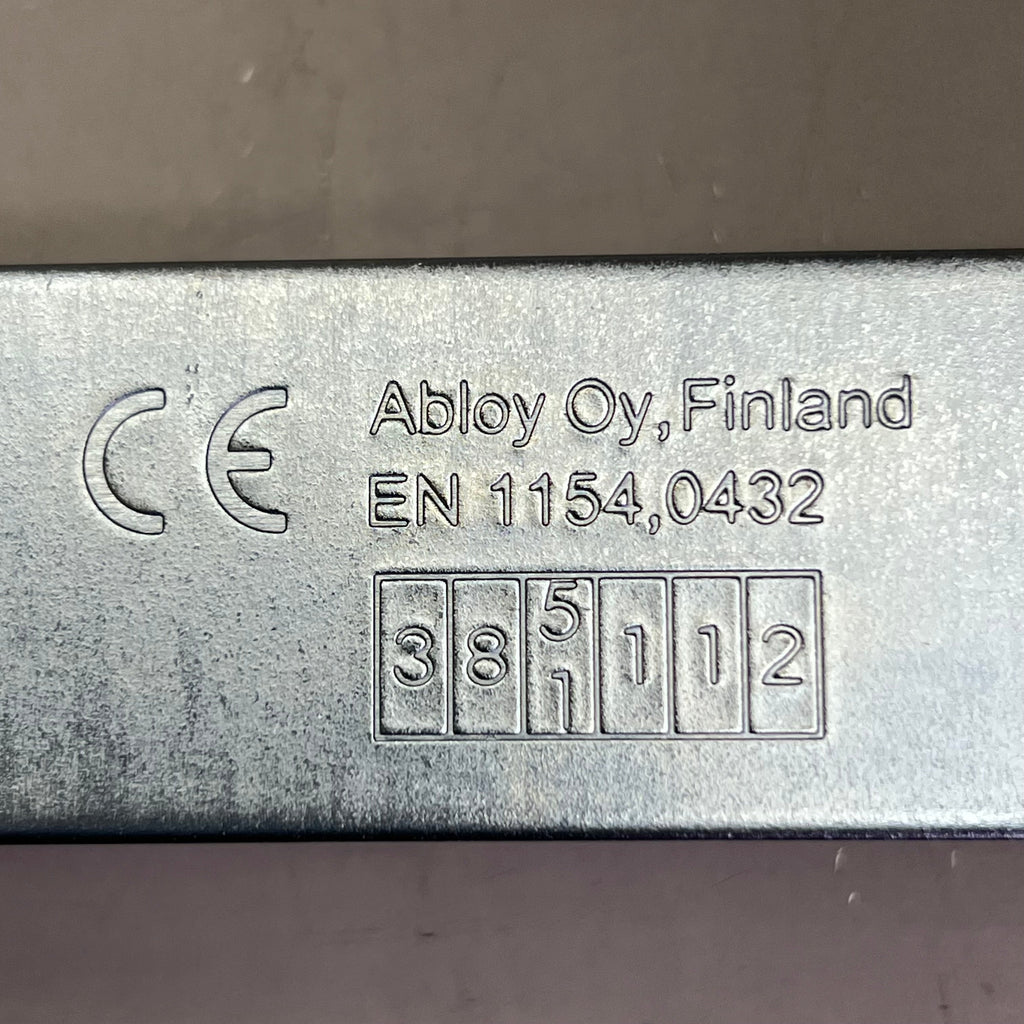 CE
Abloy Oy, Finland
EN 1154,0432
3 8 5 1 1 2
1